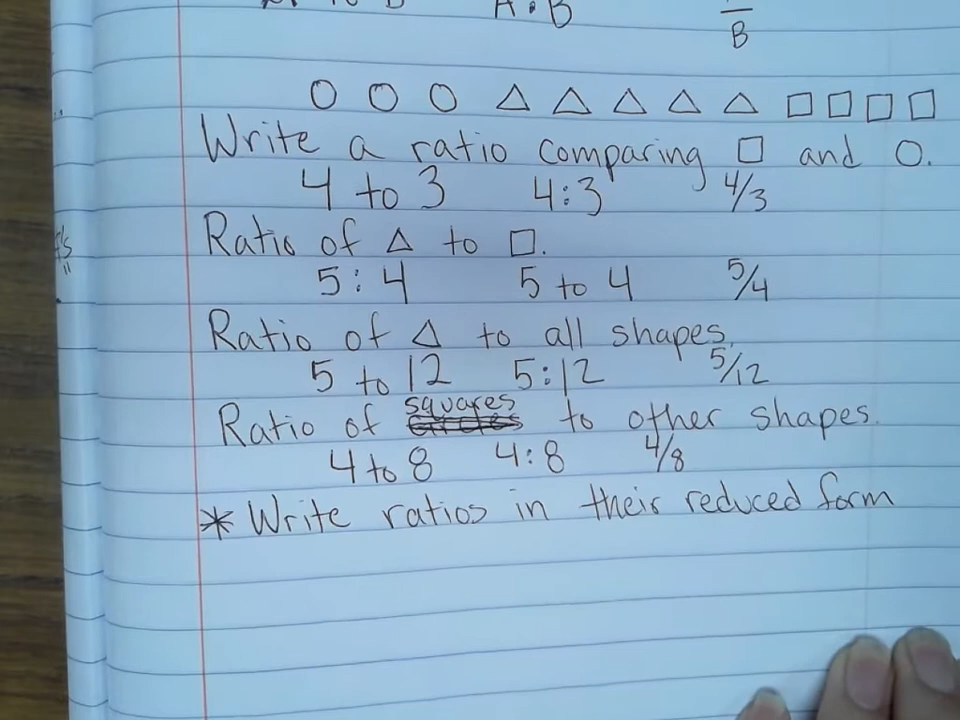 A : B B
Write a ratio comparing □ and ○.
4 to 3 4:3 4/3
Ratio of △ to □.
5 : 4 5 to 4 5/4
Ratio of △ to all shapes.
5 to 12 5:12 5/12
squares
Ratio of to other shapes.
4 to 8 4:8 4/8
* Write ratios in their reduced form